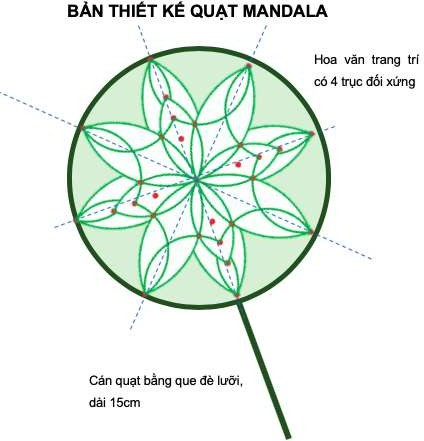 BẢN THIẾT KẾ QUẠT MANDALA
Hoa văn trang trí
có 4 trục đối xứng
Cán quạt bằng que đè lưỡi,
dài 15cm